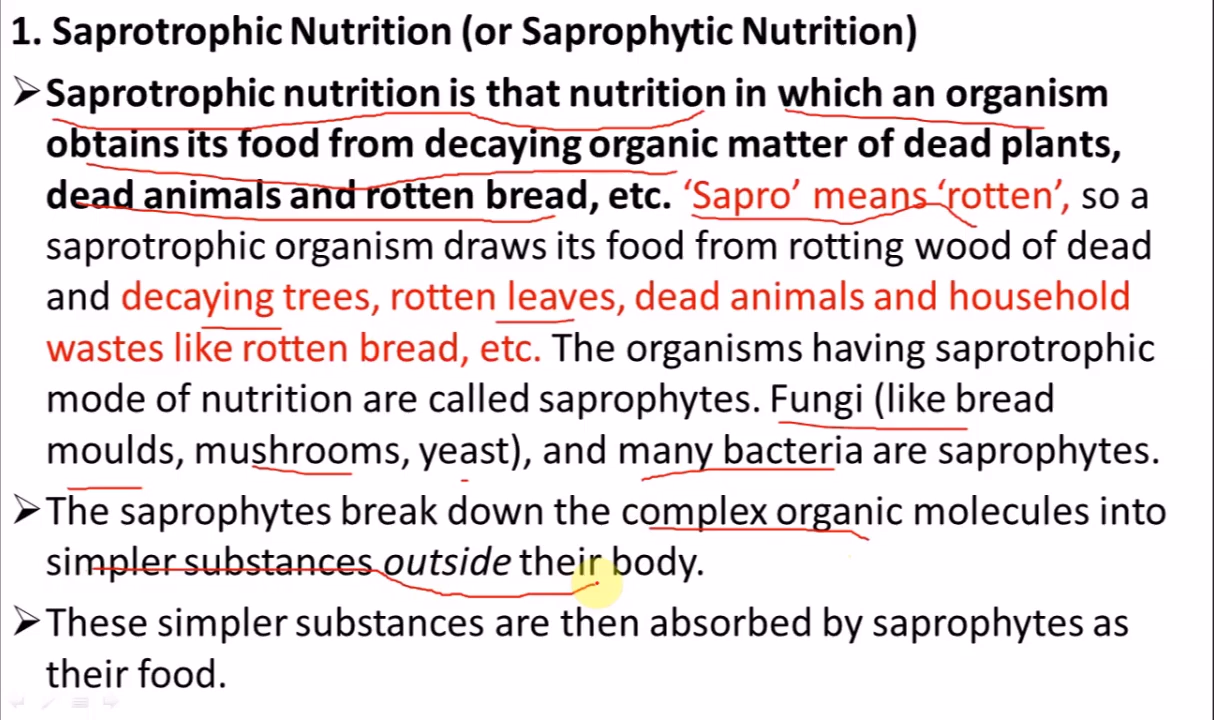 1. Saprotrophic Nutrition (or Saprophytic Nutrition)
➢Saprotrophic nutrition is that nutrition in which an organism
obtains its food from decaying organic matter of dead plants,
dead animals and rotten bread, etc. ‘Sapro’ means ‘rotten’, so a
saprotrophic organism draws its food from rotting wood of dead
and decaying trees, rotten leaves, dead animals and household
wastes like rotten bread, etc. The organisms having saprotrophic
mode of nutrition are called saprophytes. Fungi (like bread
moulds, mushrooms, yeast), and many bacteria are saprophytes.
➢The saprophytes break down the complex organic molecules into
simpler substances outside their body.
➢These simpler substances are then absorbed by saprophytes as
their food.